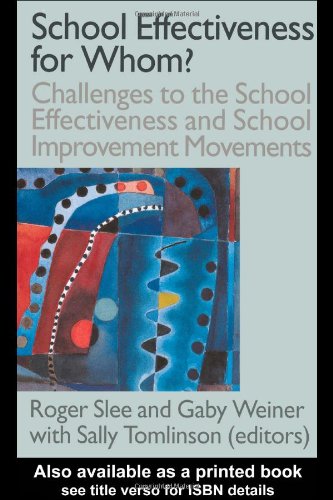 School Effectiveness
for Whom?
Challenges to the School
Effectiveness and School
Improvement Movements
Roger Slee and Gaby Weiner
with Sally Tomlinson (editors)
Also available as a printed book
see title verso for ISBN details